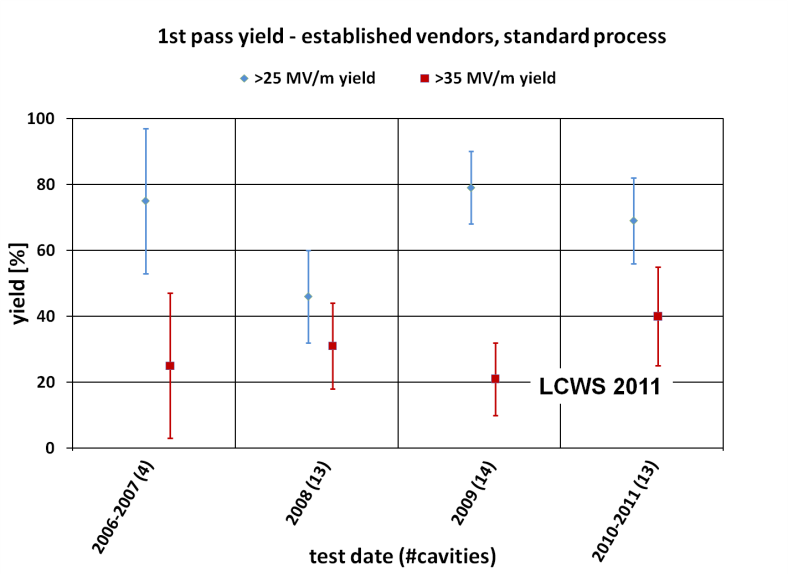 1st pass yield - established vendors, standard process
>25 MV/m yield >35 MV/m yield
100
80
60
40
20
0
yield [%]
LCWS 2011
2006-2007 (4)
2008 (13)
2009 (14)
2010-2011 (13)
test date (#cavities)